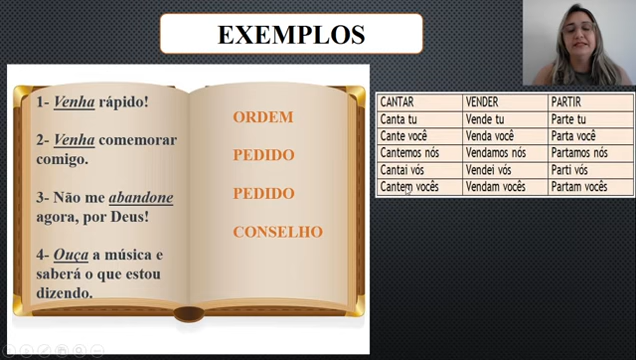 EXEMPLOS
1- Venha rápido!
2- Venha comemorar
comigo.
3- Não me abandone
agora, por Deus!
4- Ouça a música e
saberá o que estou
dizendo.
ORDEM
PEDIDO
PEDIDO
CONSELHO
CANTAR VENDER PARTIR
Canta tu Vende tu Parte tu
Cante você Venda você Parta você
Cantemos nós Vendamos nós Partamos nós
Cantai vós Vendei vós Parti vós
Cantem vocês Vendam vocês Partam vocês